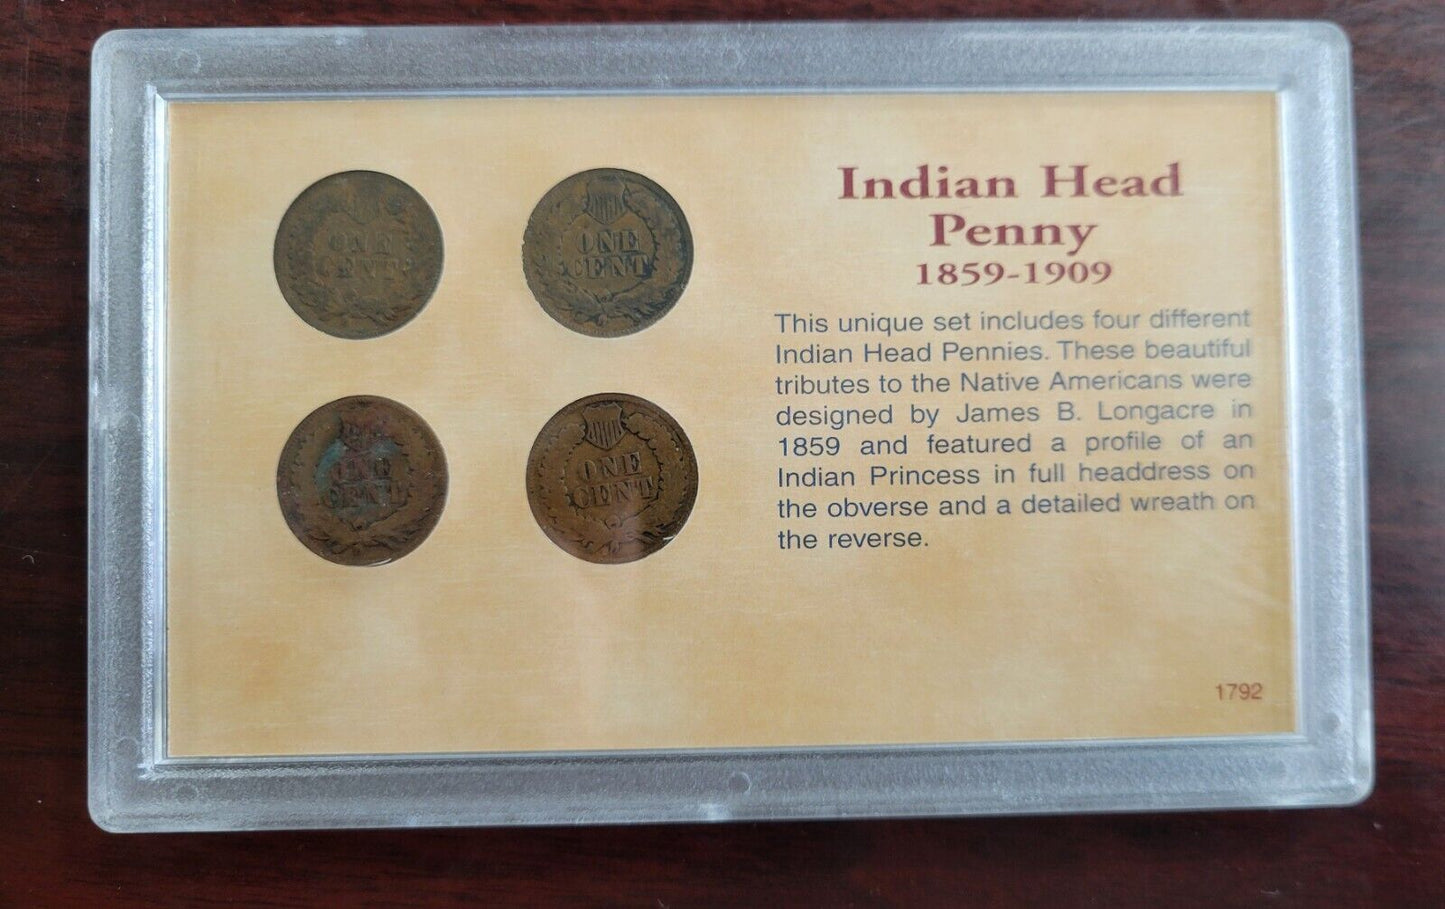 ONE
CENT
ONE
CENT
ONE
CENT
ONE
CENT
Indian Head
Penny
1859-1909
This unique set includes four different
Indian Head Pennies. These beautiful
tributes to the Native Americans were
designed by James B. Longacre in
1859 and featured a profile of an
Indian Princess in full headdress on
the obverse and a detailed wreath on
the reverse.
1792